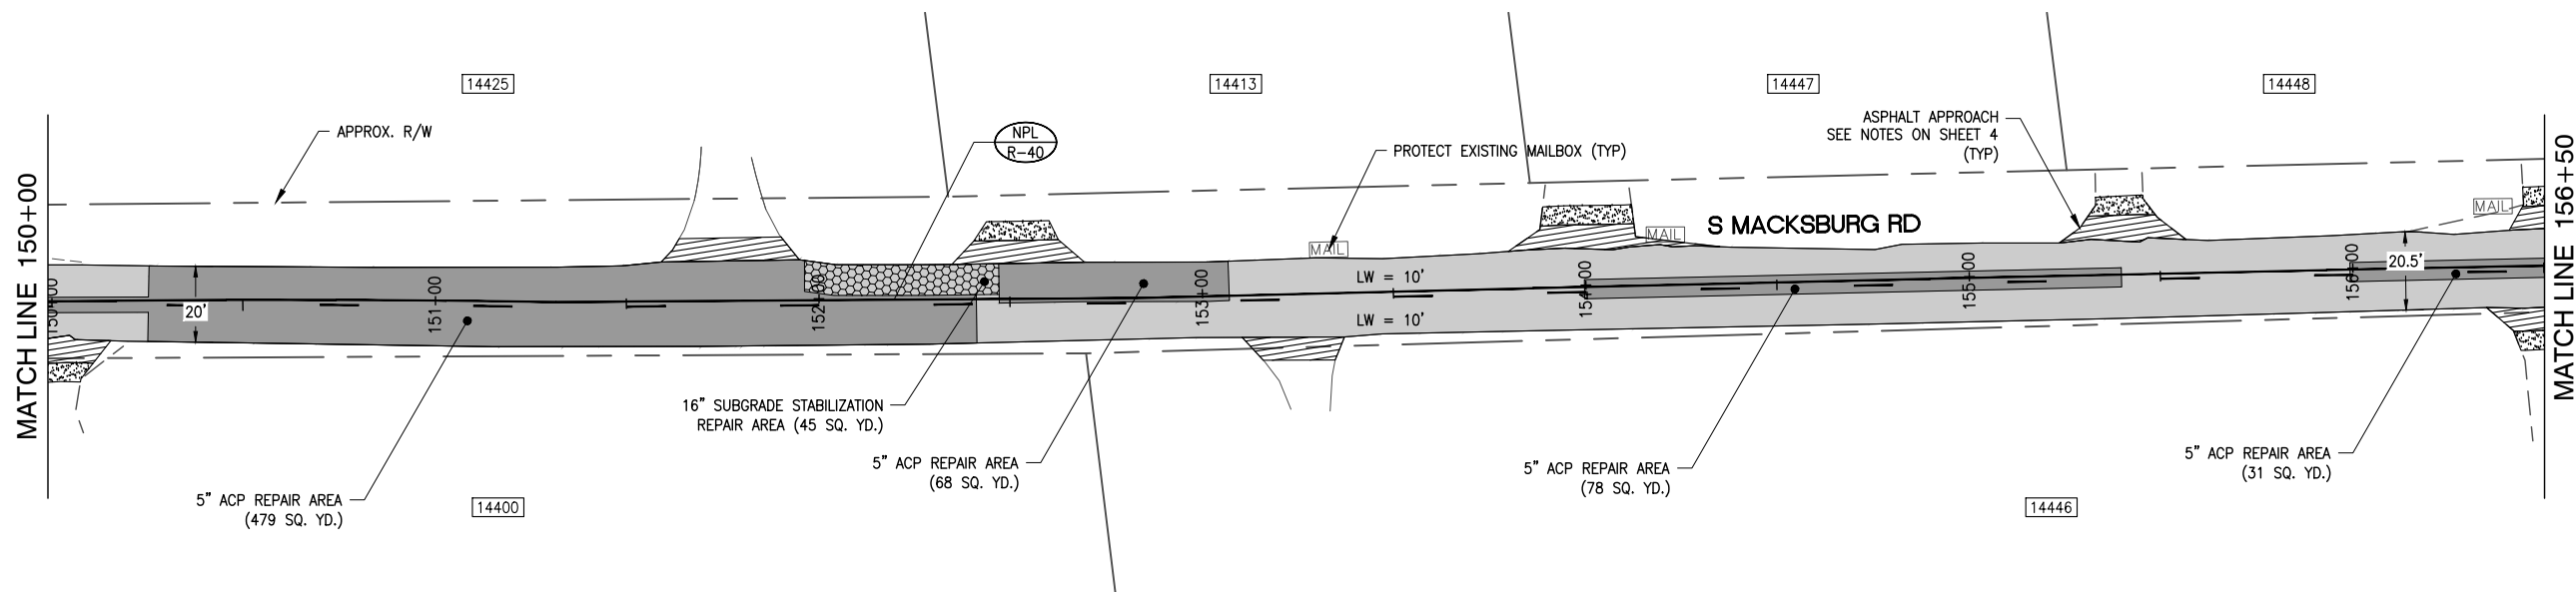 14425
14413
14447
14448
APPROX. R/W
NPL
R-40
PROTECT EXISTING MAILBOX (TYP)
ASPHALT APPROACH
SEE NOTES ON SHEET 4
(TYP)
MATCH LINE 150+00
MATCH LINE 156+50
MAIL
MAIL
MAIL
S MACKSBURG RD
LW = 10'
LW = 10'
20'
20.5'
151+00
152+00
153+00
154+00
155+00
156+00
16" SUBGRADE STABILIZATION
REPAIR AREA (45 SQ. YD.)
5" ACP REPAIR AREA
(68 SQ. YD.)
5" ACP REPAIR AREA
(78 SQ. YD.)
5" ACP REPAIR AREA
(31 SQ. YD.)
5" ACP REPAIR AREA
(479 SQ. YD.)
14400
14446